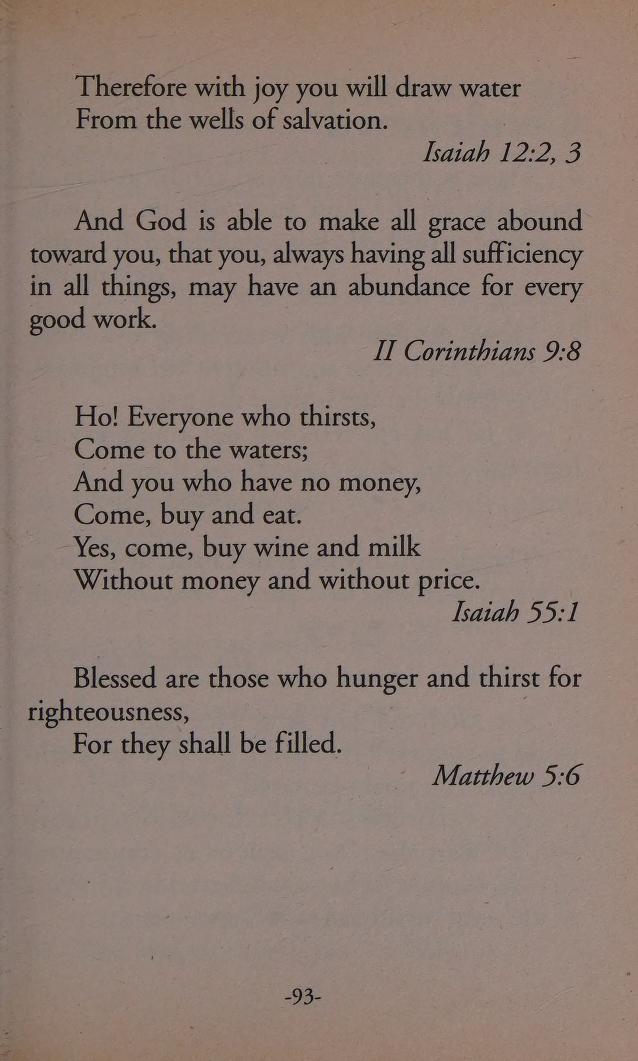 Therefore with joy you will draw water
From the wells of salvation.
Isaiah 12:2, 3
And God is able to make all grace abound
toward you, that you, always having all sufficiency
in all things, may have an abundance for every
good work.
II Corinthians 9:8
Ho! Everyone who thirsts,
Come to the waters;
And you who have no money,
Come, buy and eat.
Yes, come, buy wine and milk
Without money and without price.
Isaiah 55:1
Blessed are those who hunger and thirst for
righteousness,
For they shall be filled.
Matthew 5:6
-93-